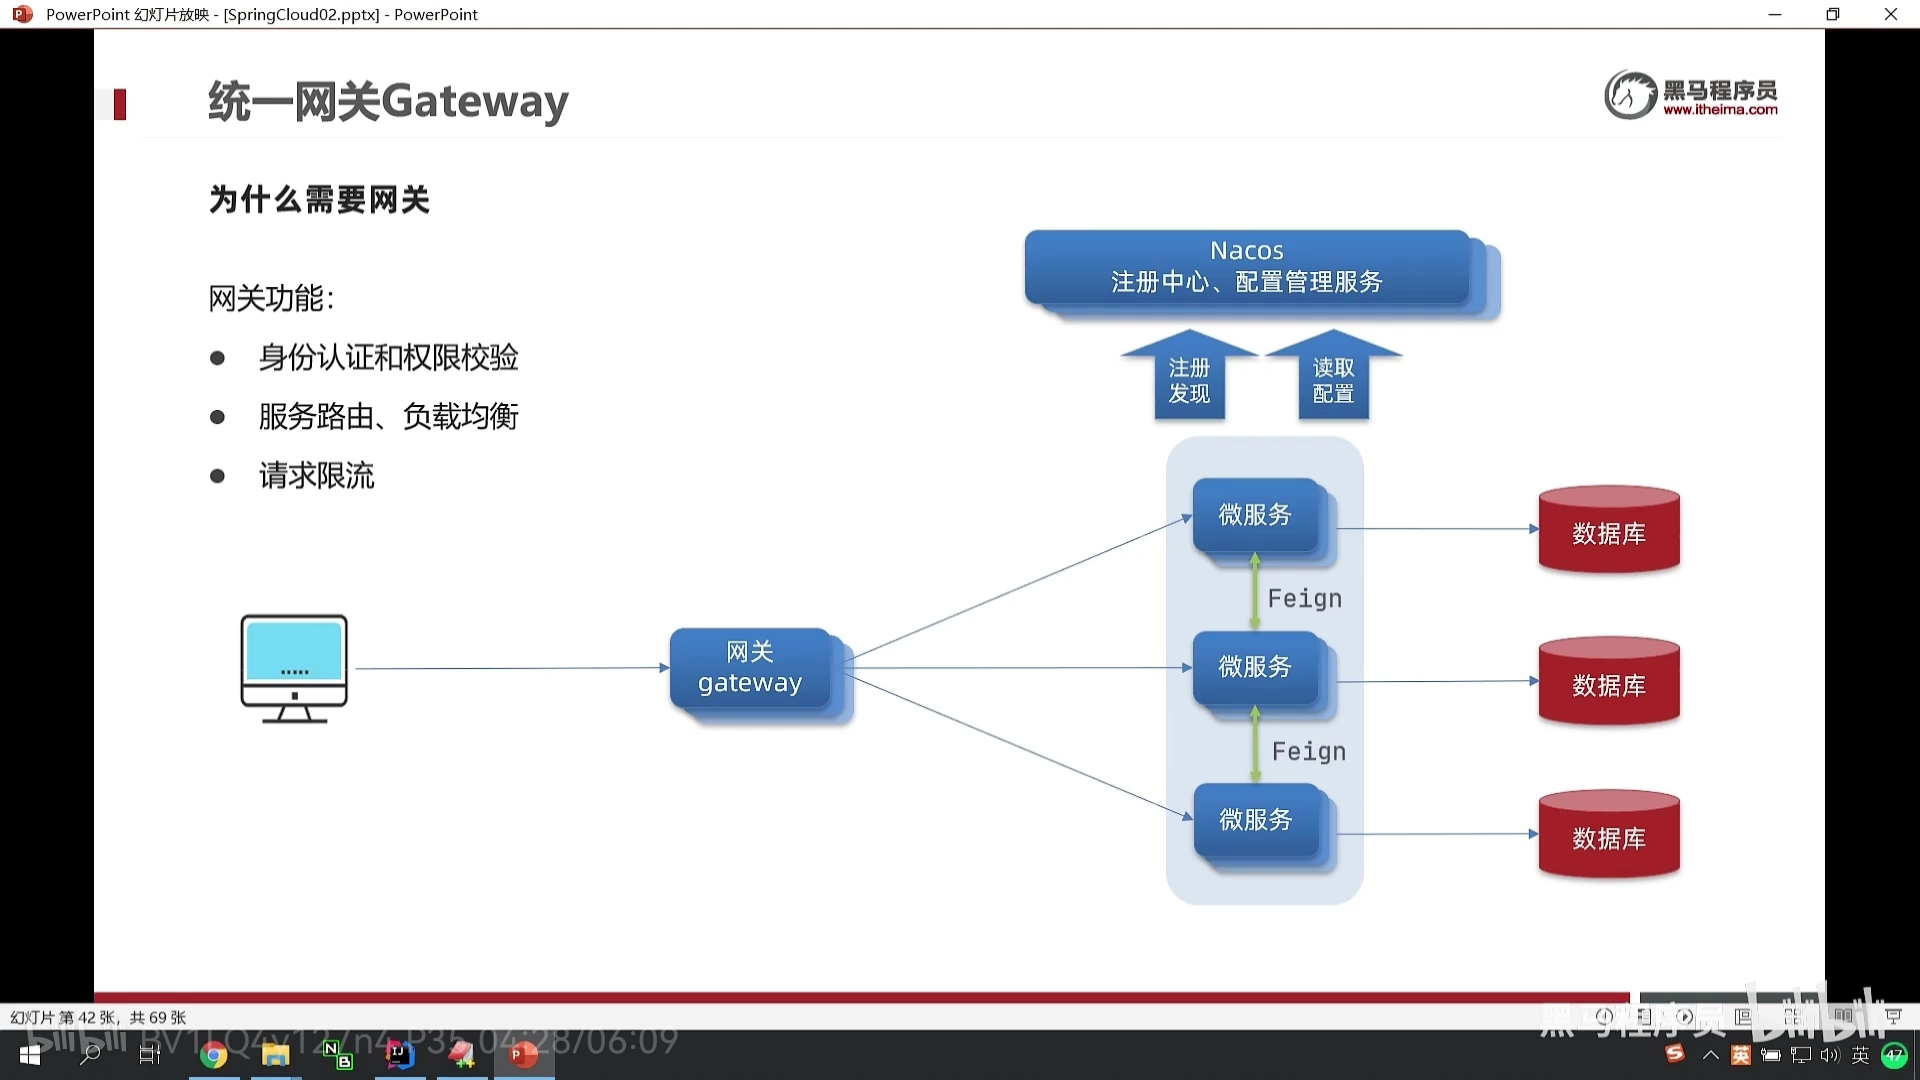 PowerPoint 幻灯片放映 - [SpringCloud02.pptx] - PowerPoint
统一网关Gateway
黑马程序员
www.itheima.com
为什么需要网关
网关功能：
身份认证和权限校验
服务路由、负载均衡
请求限流
Nacos
注册中心、配置管理服务
注册
发现
读取
配置
微服务
数据库
Feign
网关
gateway
微服务
数据库
Feign
微服务
数据库
幻灯片 第 42 张，共 69 张
黑马程序员 bilibili
bilibili BV1LQ4y127n4 P35 04:28/06:09
英
英
47